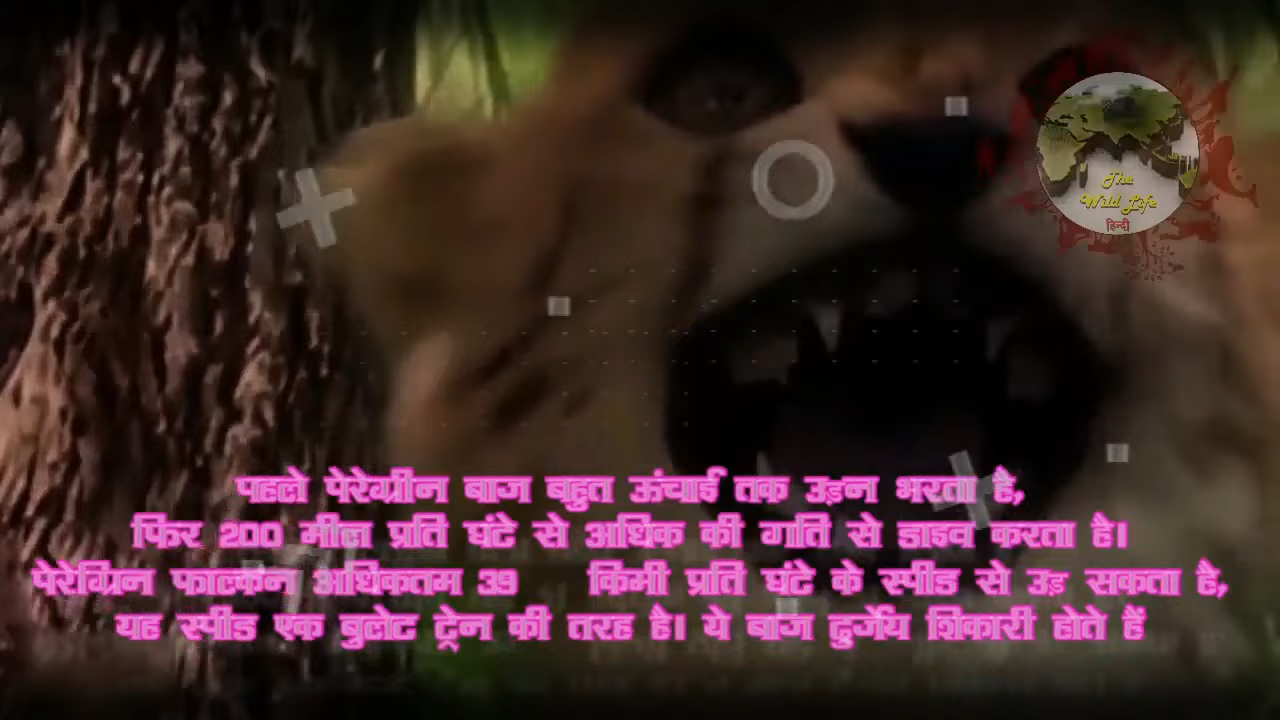 The
Wild Life
हिन्दी
पहले पेरेग्रीन बाज बहुत ऊंचाई तक उड़न भरता है,
फिर 200 मील प्रति घंटे से अधिक की गति से डाइव करता है।
पेरेग्रिन फाल्कन अधिकतम 39 किमी प्रति घंटे के स्पीड से उड़ सकता है,
यह स्पीड एक बुलेट ट्रेन की तरह है। ये बाज दुर्जेय शिकारी होते हैं